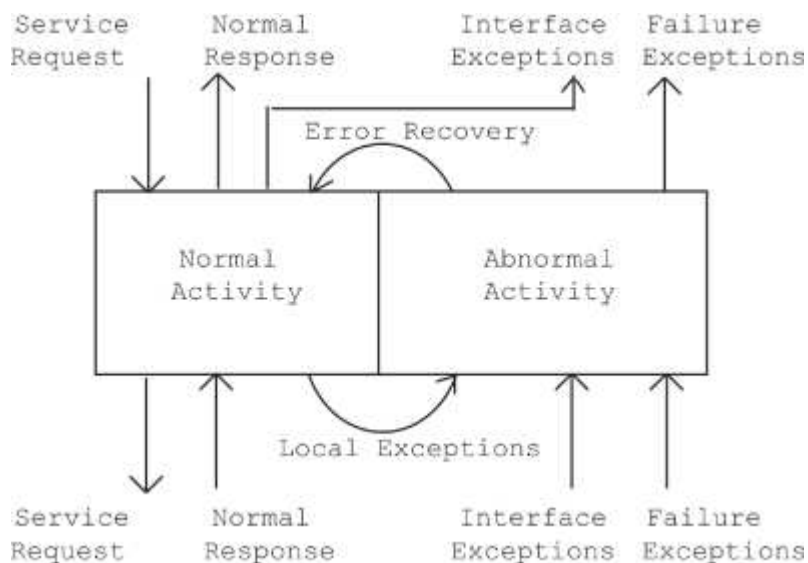 Service Request
Normal Response
Interface Exceptions
Failure Exceptions
Error Recovery
Normal Activity
Abnormal Activity
Local Exceptions
Service Request
Normal Response
Interface Exceptions
Failure Exceptions